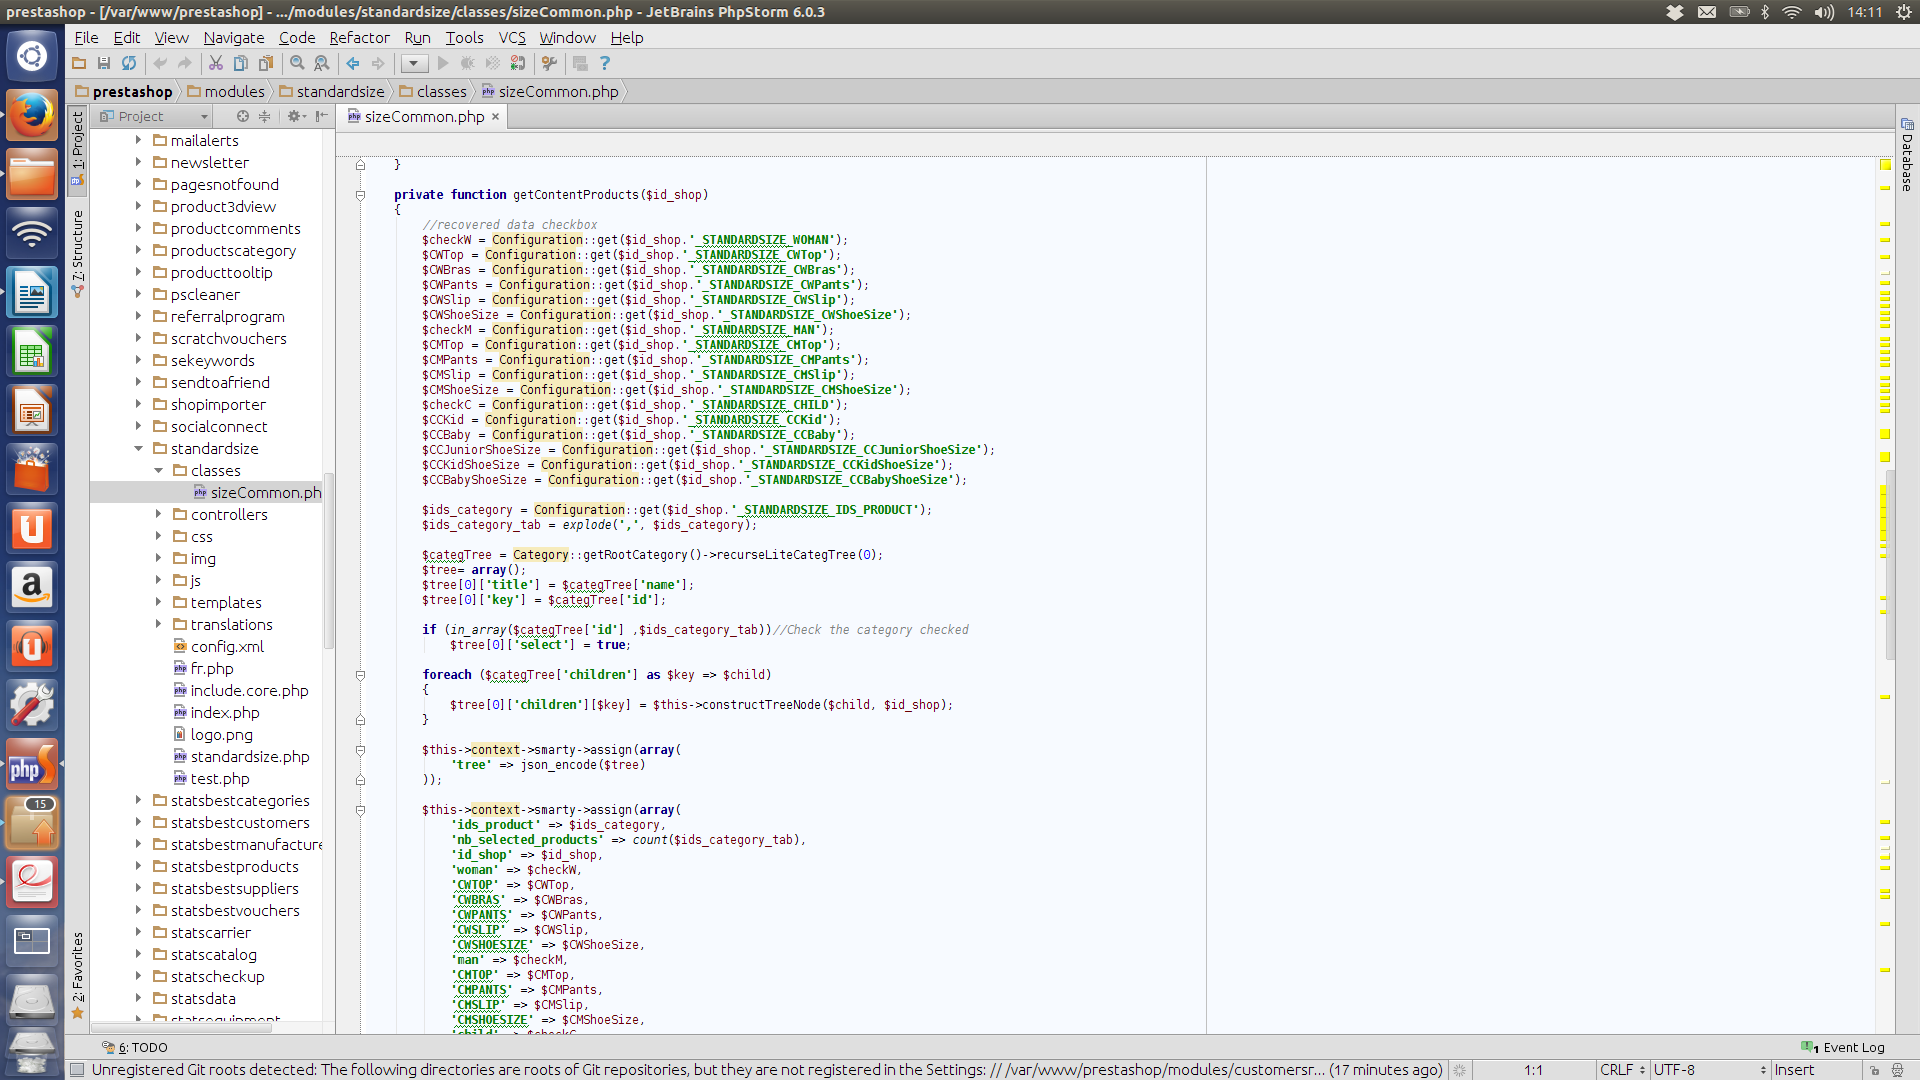 prestashop - [/var/www/prestashop] - .../modules/standardsize/classes/sizeCommon.php - JetBrains PhpStorm 6.0.3
14:11
File Edit View Navigate Code Refactor Run Tools VCS Window Help
prestashop modules standardsize classes sizeCommon.php
1: Project
7: Structure
2: Favorites
Project
mailalerts
newsletter
pagesnotfound
product3dview
productcomments
productscategory
producttooltip
pscleaner
referralprogram
scratchvouchers
sekeywords
sendtoafriend
shopimporter
socialconnect
standardsize
classes
sizeCommon.ph
controllers
css
img
js
templates
translations
config.xml
fr.php
include.core.php
index.php
logo.png
standardsize.php
test.php
statsbestcategories
statsbestcustomers
statsbestmanufacture
statsbestproducts
statsbestsuppliers
statsbestvouchers
statscarrier
statscatalog
statscheckup
statsdata
statsequipment
sizeCommon.php
}
private function getContentProducts($id_shop)
{
//recovered data checkbox
$checkW = Configuration::get($id_shop.'_STANDARDSIZE_WOMAN');
$CWTop = Configuration::get($id_shop.'_STANDARDSIZE_CWTop');
$CWBras = Configuration::get($id_shop.'_STANDARDSIZE_CWBras');
$CWPants = Configuration::get($id_shop.'_STANDARDSIZE_CWPants');
$CWSlip = Configuration::get($id_shop.'_STANDARDSIZE_CWSlip');
$CWShoeSize = Configuration::get($id_shop.'_STANDARDSIZE_CWShoeSize');
$checkM = Configuration::get($id_shop.'_STANDARDSIZE_MAN');
$CMTop = Configuration::get($id_shop.'_STANDARDSIZE_CMTop');
$CMPants = Configuration::get($id_shop.'_STANDARDSIZE_CMPants');
$CMSlip = Configuration::get($id_shop.'_STANDARDSIZE_CMSlip');
$CMShoeSize = Configuration::get($id_shop.'_STANDARDSIZE_CMShoeSize');
$checkC = Configuration::get($id_shop.'_STANDARDSIZE_CHILD');
$CCKid = Configuration::get($id_shop.'_STANDARDSIZE_CCKid');
$CCBaby = Configuration::get($id_shop.'_STANDARDSIZE_CCBaby');
$CCJuniorShoeSize = Configuration::get($id_shop.'_STANDARDSIZE_CCJuniorShoeSize');
$CCKidShoeSize = Configuration::get($id_shop.'_STANDARDSIZE_CCKidShoeSize');
$CCBabyShoeSize = Configuration::get($id_shop.'_STANDARDSIZE_CCBabyShoeSize');
$ids_category = Configuration::get($id_shop.'_STANDARDSIZE_IDS_PRODUCT');
$ids_category_tab = explode(',', $ids_category);
$categTree = Category::getRootCategory()->recurseLiteCategTree(0);
$tree= array();
$tree[0]['title'] = $categTree['name'];
$tree[0]['key'] = $categTree['id'];
if (in_array($categTree['id'] ,$ids_category_tab))//Check the category checked
$tree[0]['select'] = true;
foreach ($categTree['children'] as $key => $child)
{
$tree[0]['children'][$key] = $this->constructTreeNode($child, $id_shop);
}
$this->context->smarty->assign(array(
'tree' => json_encode($tree)
));
$this->context->smarty->assign(array(
'ids_product' => $ids_category,
'nb_selected_products' => count($ids_category_tab),
'id_shop' => $id_shop,
'woman' => $checkW,
'CWTOP' => $CWTop,
'CWBRAS' => $CWBras,
'CWPANTS' => $CWPants,
'CWSLIP' => $CWSlip,
'CWSHOESIZE' => $CWShoeSize,
'man' => $checkM,
'CMTOP' => $CMTop,
'CMPANTS' => $CMPants,
'CMSLIP' => $CMSlip,
'CMSHOESIZE' => $CMShoeSize,
'child' => $checkC,
Database
php
15
6: TODO
1 Event Log
Unregistered Git roots detected: The following directories are roots of Git repositories, but they are not registered in the Settings: // /var/www/prestashop/modules/customersr... (17 minutes ago)
1:1 CRLF UTF-8 Insert